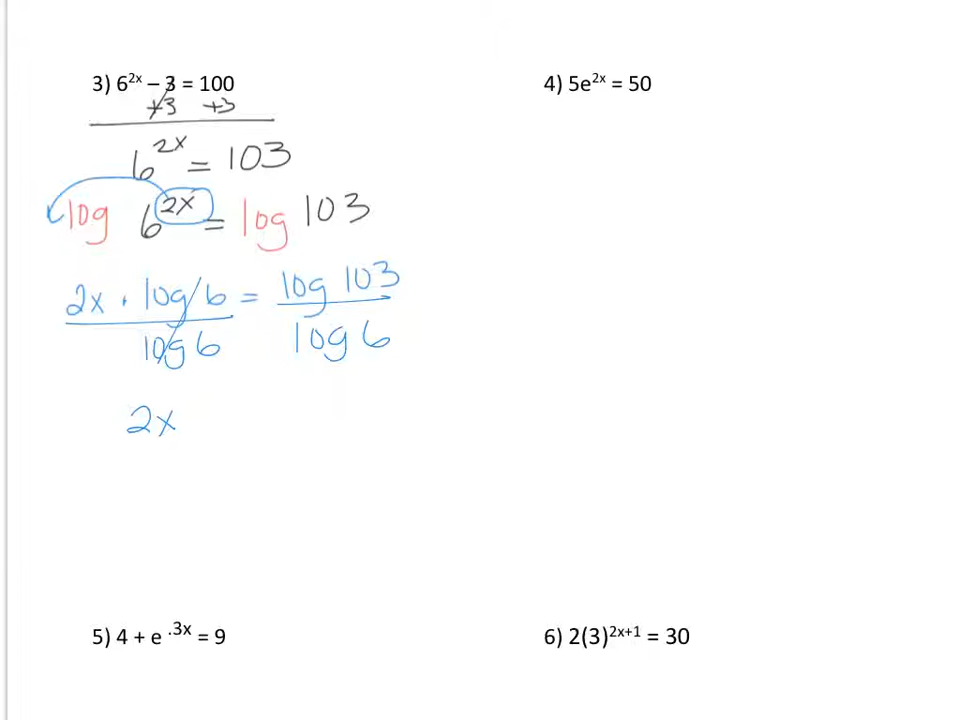 3) 6^2x – 3 = 100
+3 +3
6^2x = 103
log 6^2x = log 103
2x · log 6 = log 103
log 6 log 6
2x
4) 5e^2x = 50
5) 4 + e^.3x = 9
6) 2(3)^2x+1 = 30